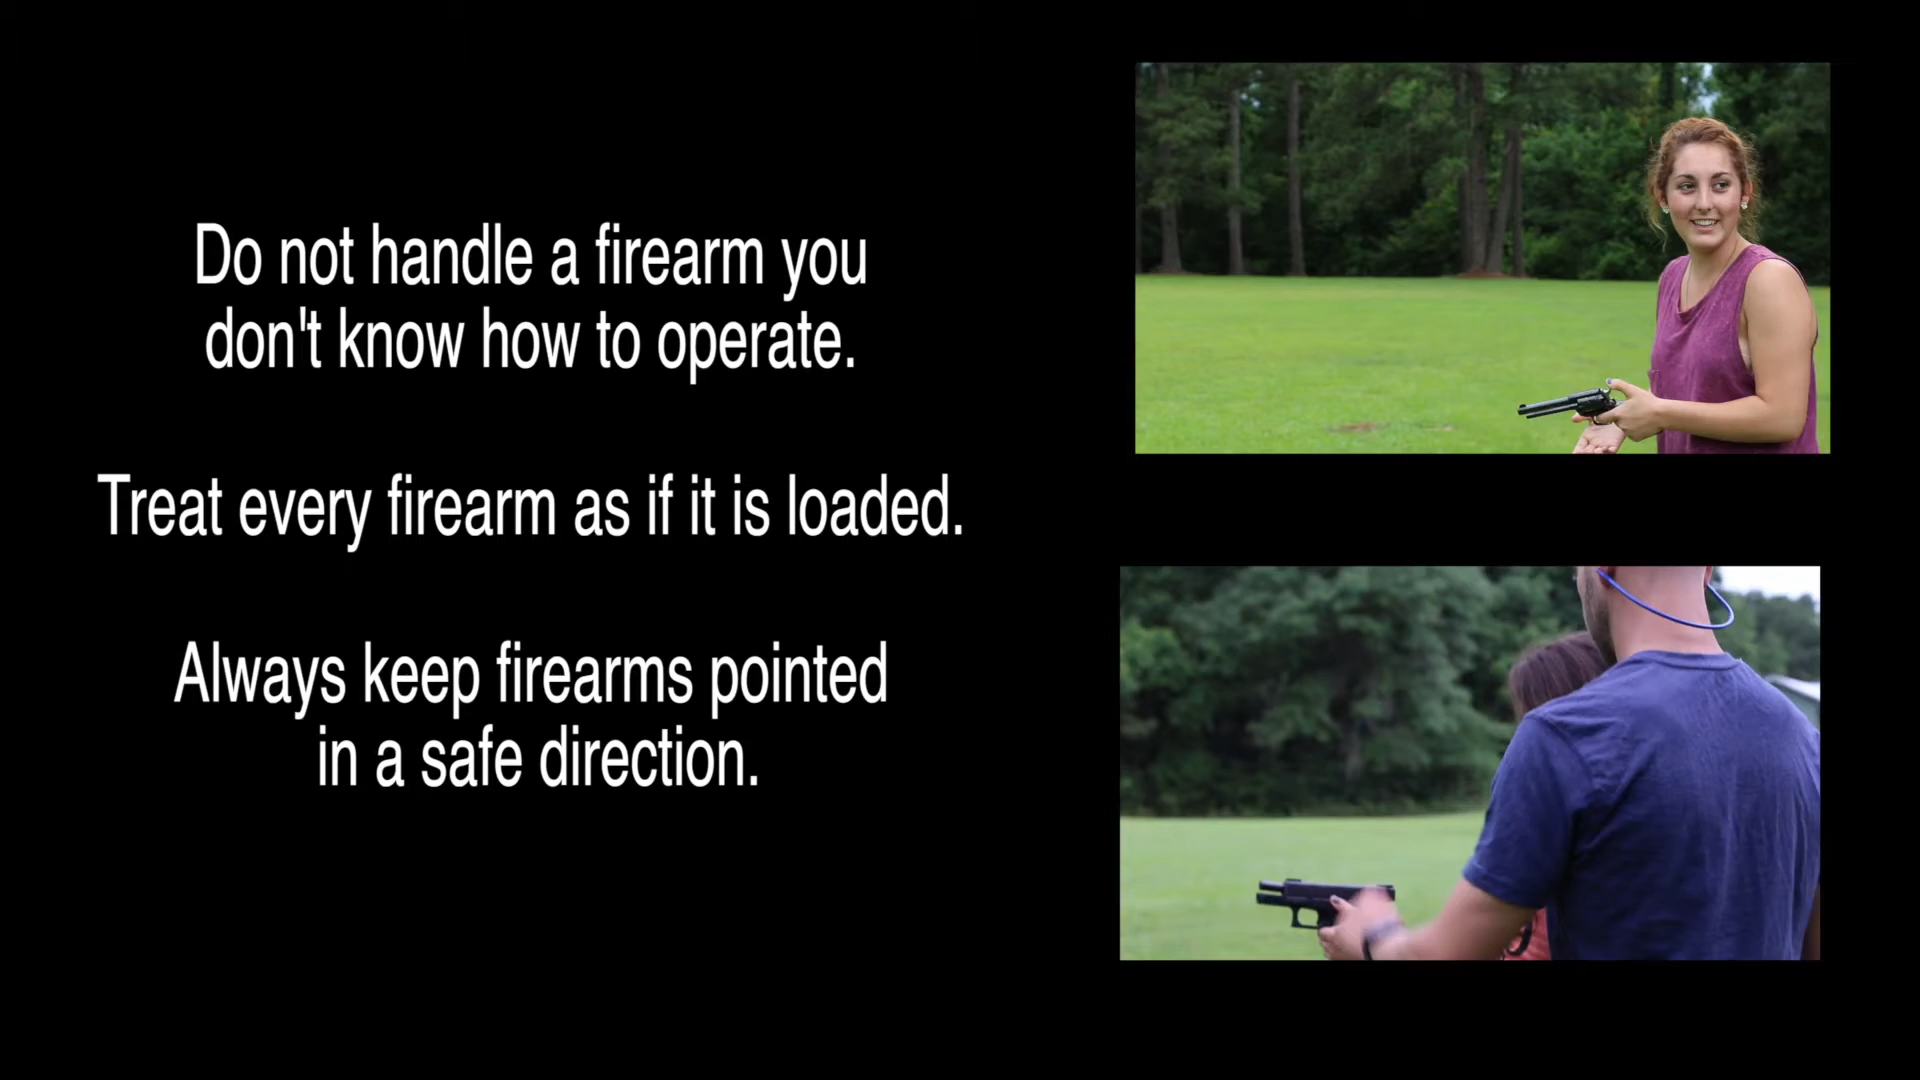 Do not handle a firearm you
don't know how to operate.
Treat every firearm as if it is loaded.
Always keep firearms pointed
in a safe direction.